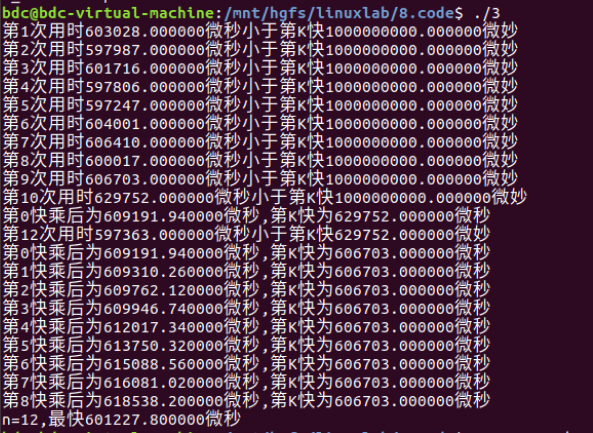 bdc@bdc-virtual-machine:/mnt/hgfs/linuxlab/8.code$ ./3
第1次用时603028.000000微秒小于第K快1000000000.000000微妙
第2次用时597987.000000微秒小于第K快1000000000.000000微妙
第3次用时601716.000000微秒小于第K快1000000000.000000微妙
第4次用时597806.000000微秒小于第K快1000000000.000000微妙
第5次用时597247.000000微秒小于第K快1000000000.000000微妙
第6次用时604001.000000微秒小于第K快1000000000.000000微妙
第7次用时606410.000000微秒小于第K快1000000000.000000微妙
第8次用时600017.000000微秒小于第K快1000000000.000000微妙
第9次用时606703.000000微秒小于第K快1000000000.000000微妙
第10次用时629752.000000微秒小于第K快1000000000.000000微妙
第0快乘后为609191.940000微秒,第K快为629752.000000微秒
第12次用时597363.000000微秒小于第K快629752.000000微妙
第0快乘后为609191.940000微秒,第K快为606703.000000微秒
第1快乘后为609310.260000微秒,第K快为606703.000000微秒
第2快乘后为609762.120000微秒,第K快为606703.000000微秒
第3快乘后为609946.740000微秒,第K快为606703.000000微秒
第4快乘后为612017.340000微秒,第K快为606703.000000微秒
第5快乘后为613750.320000微秒,第K快为606703.000000微秒
第6快乘后为615088.560000微秒,第K快为606703.000000微秒
第7快乘后为616081.020000微秒,第K快为606703.000000微秒
第8快乘后为618538.200000微秒,第K快为606703.000000微秒
n=12,最快601227.800000微秒